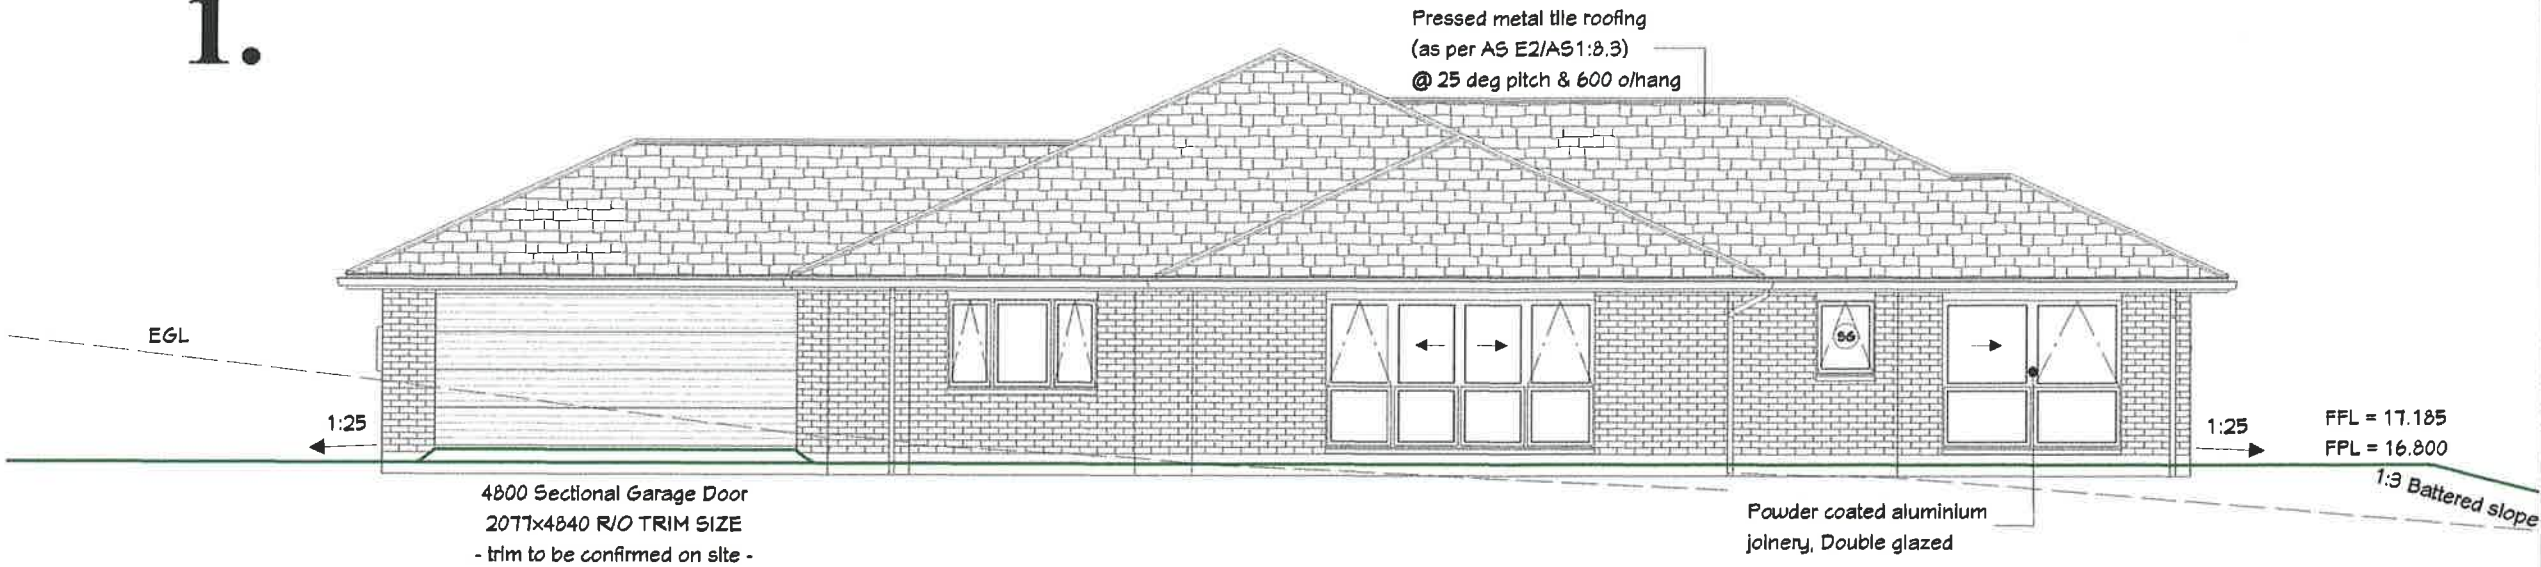 1.
Pressed metal tile roofing
(as per AS E2/AS1:8.3)
@ 25 deg pitch & 600 o/hang
EGL
SG
1:25
1:25
FFL = 17.185
FPL = 16.800
1:3 Battered slope
4800 Sectional Garage Door
2077x4840 R/O TRIM SIZE
- trim to be confirmed on site -
Powder coated aluminium
joinery, Double glazed